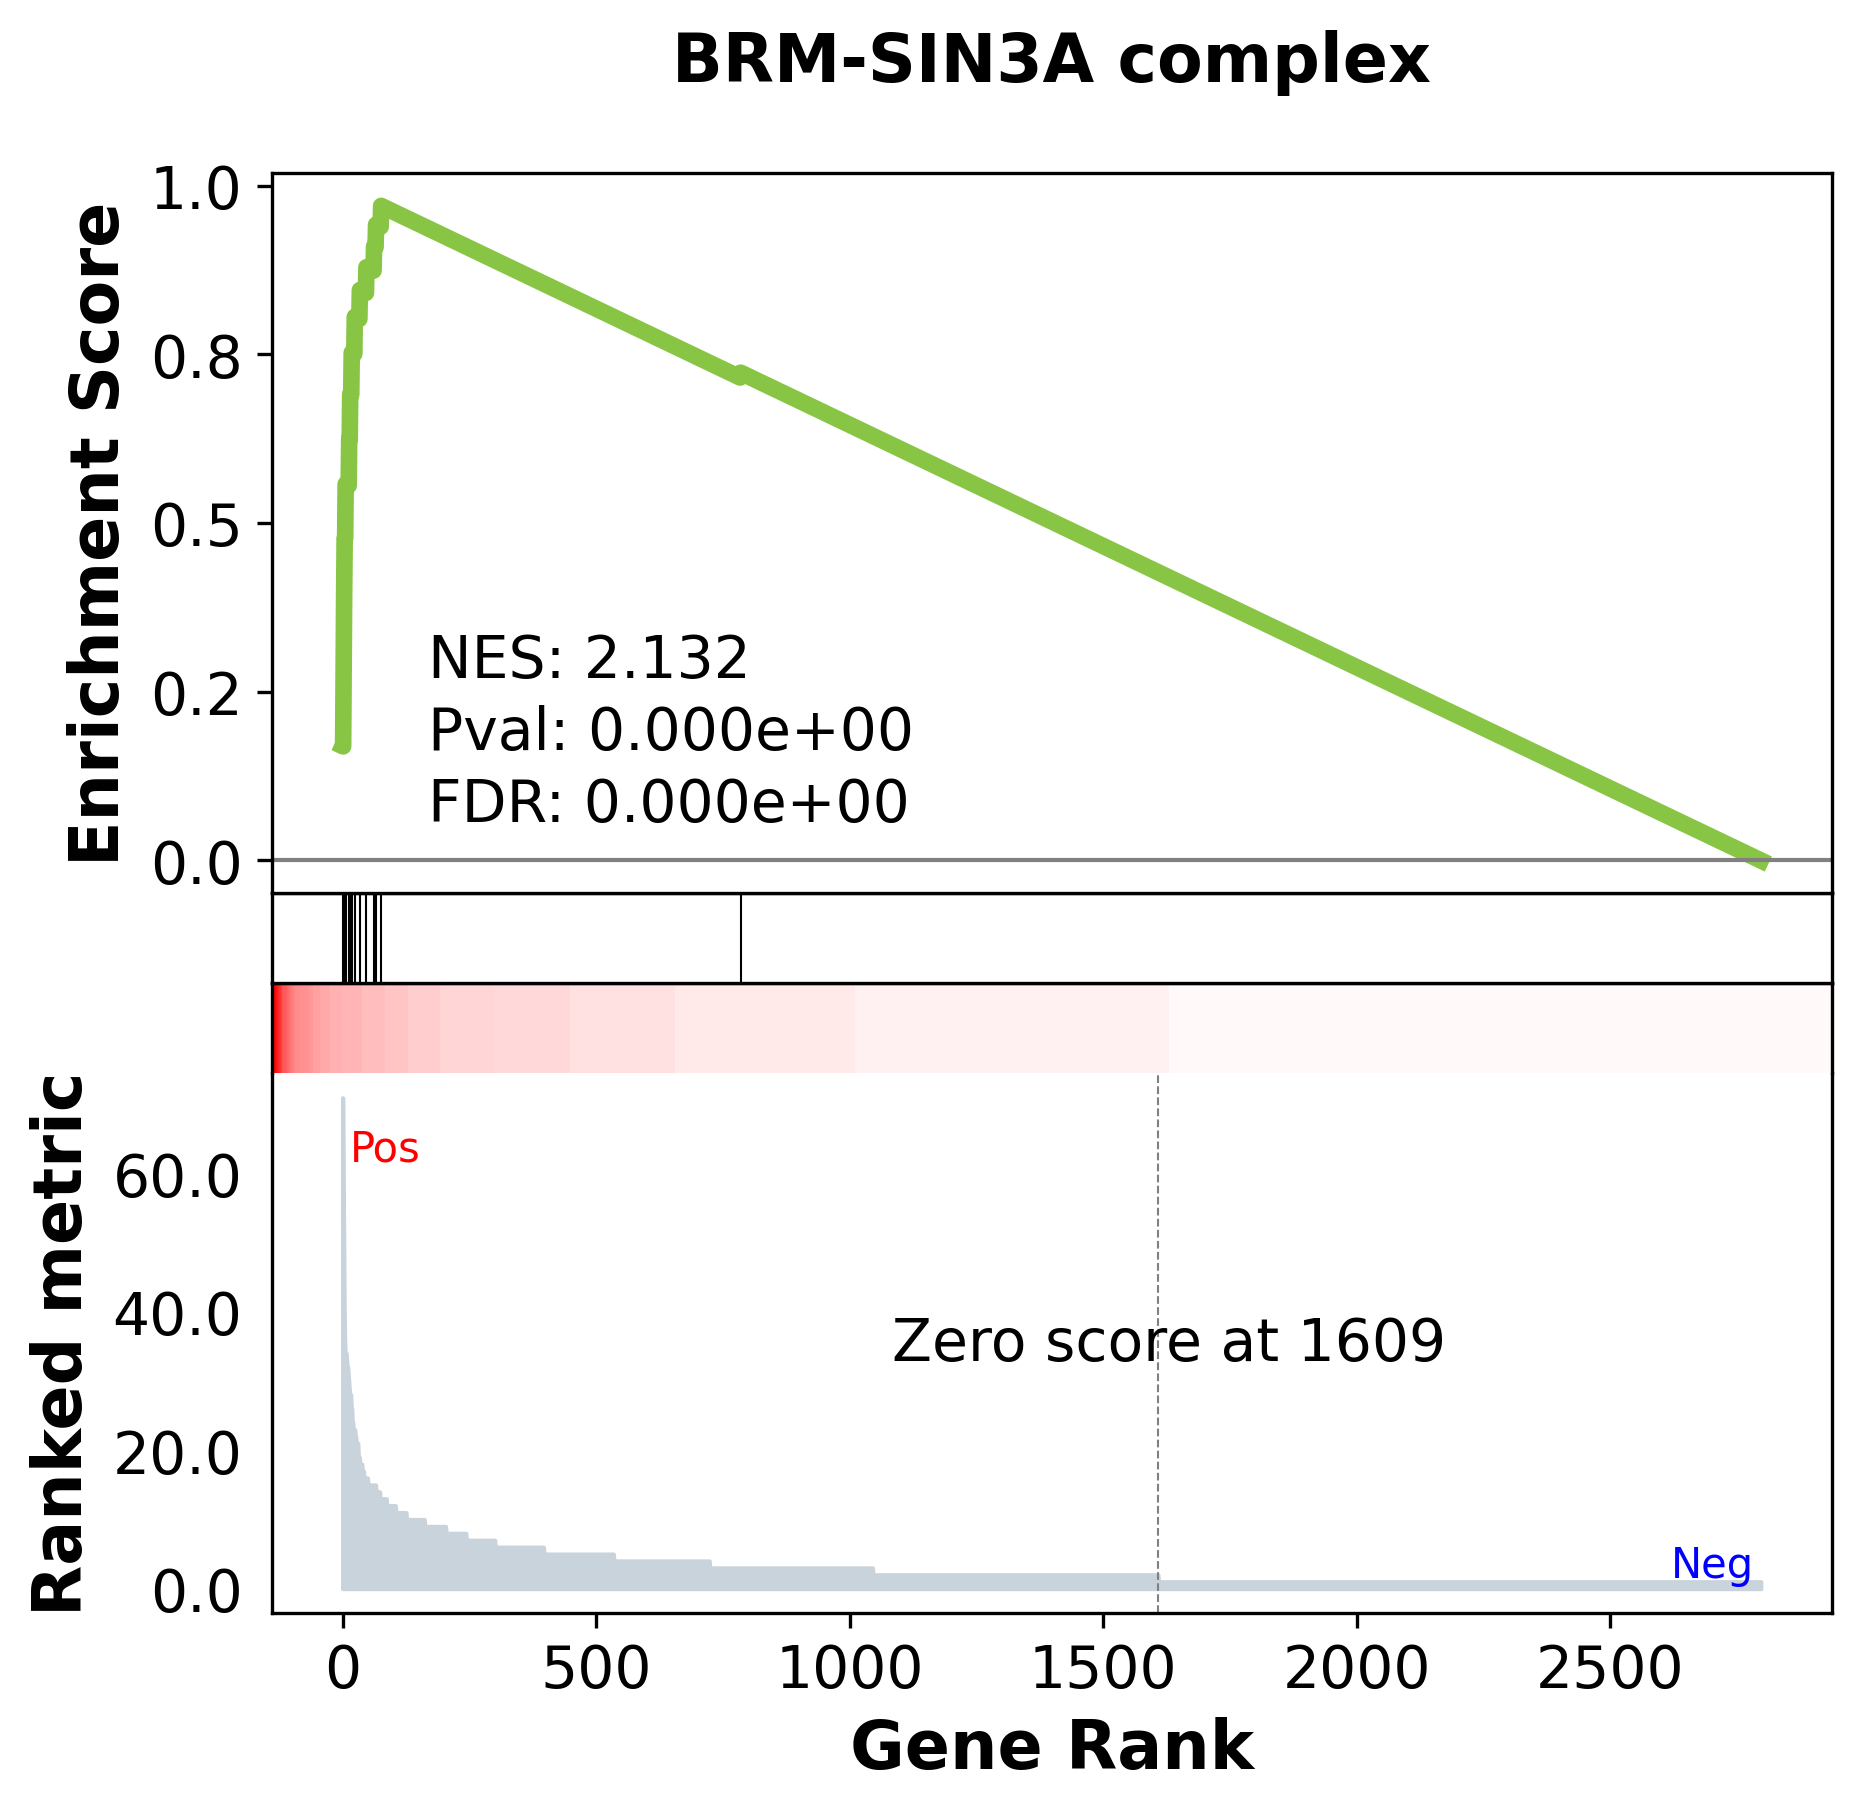 BRM-SIN3A complex
Enrichment Score
1.0
0.8
0.5
0.2
0.0
NES: 2.132
Pval: 0.000e+00
FDR: 0.000e+00
Ranked metric
60.0
40.0
20.0
0.0
Pos
Zero score at 1609
Neg
0 500 1000 1500 2000 2500
Gene Rank